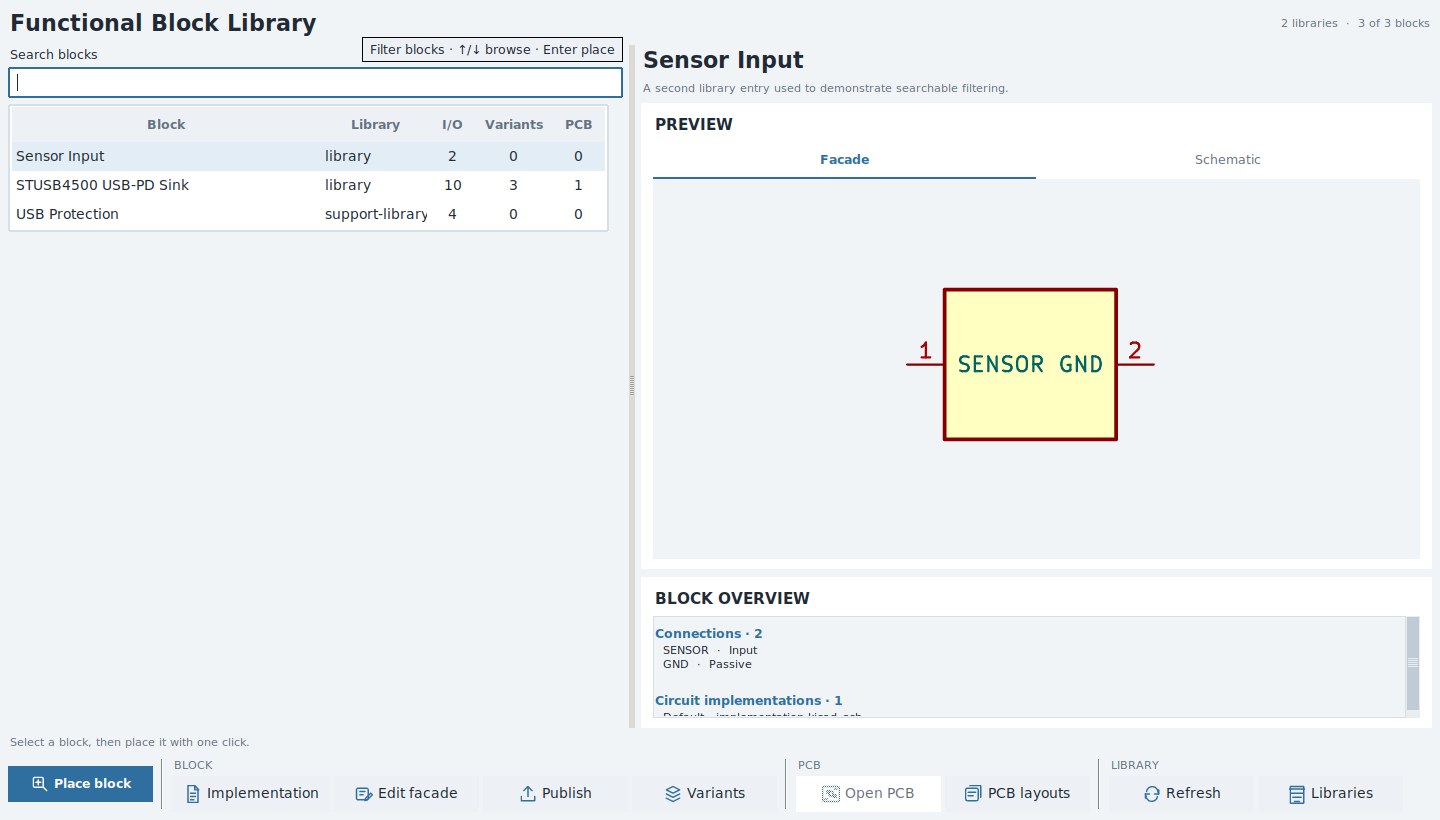 Functional Block Library
2 libraries · 3 of 3 blocks
Search blocks
Filter blocks · ↑/↓ browse · Enter place
Block Library I/O Variants PCB
Sensor Input library 2 0 0
STUSB4500 USB-PD Sink library 10 3 1
USB Protection support-library 4 0 0
Sensor Input
A second library entry used to demonstrate searchable filtering.
PREVIEW
Facade Schematic
1 SENSOR GND 2
BLOCK OVERVIEW
Connections · 2
SENSOR · Input
GND · Passive
Circuit implementations · 1
Select a block, then place it with one click.
Place block
BLOCK
Implementation Edit facade Publish Variants
PCB
Open PCB PCB layouts
LIBRARY
Refresh Libraries